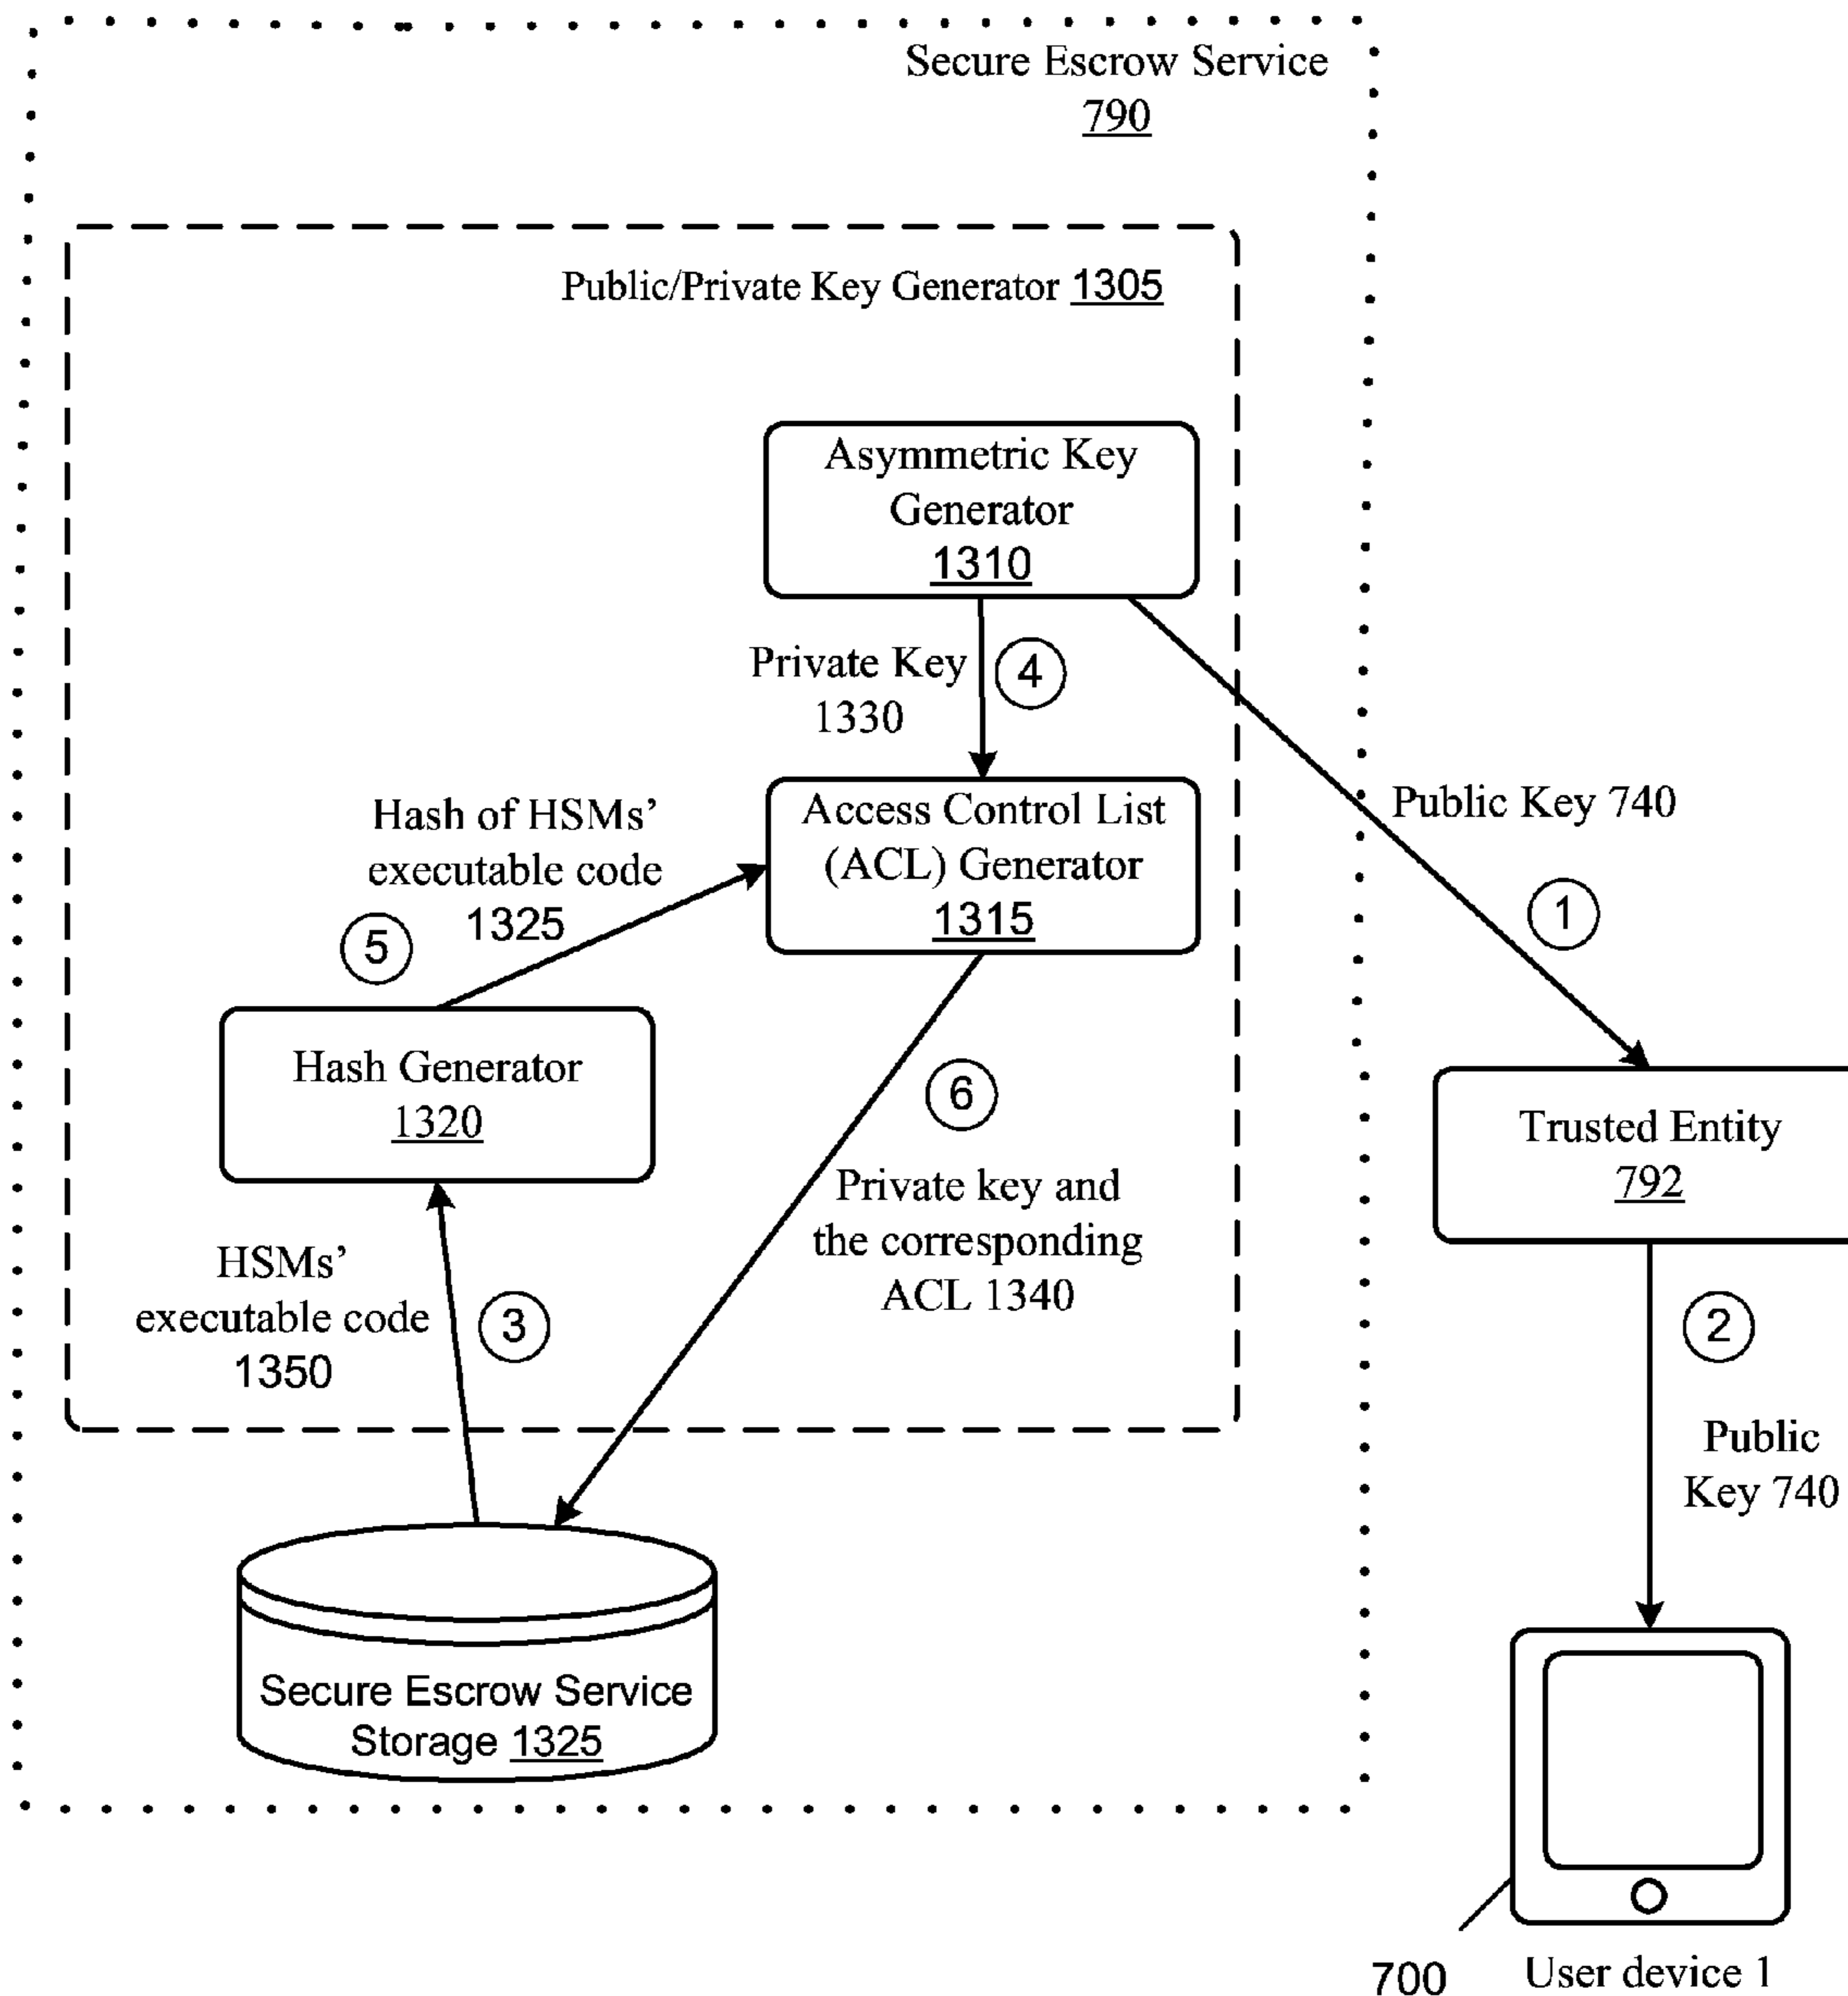 Secure Escrow Service
790
Public/Private Key Generator 1305
Asymmetric Key
Generator
1310
Private Key
1330
4
Public Key 740
1
Hash of HSMs’
executable code
1325
5
Access Control List
(ACL) Generator
1315
Hash Generator
1320
6
Private key and
the corresponding
ACL 1340
Trusted Entity
792
HSMs’
executable code
1350
3
2
Public
Key 740
Secure Escrow Service
Storage 1325
700
User device 1